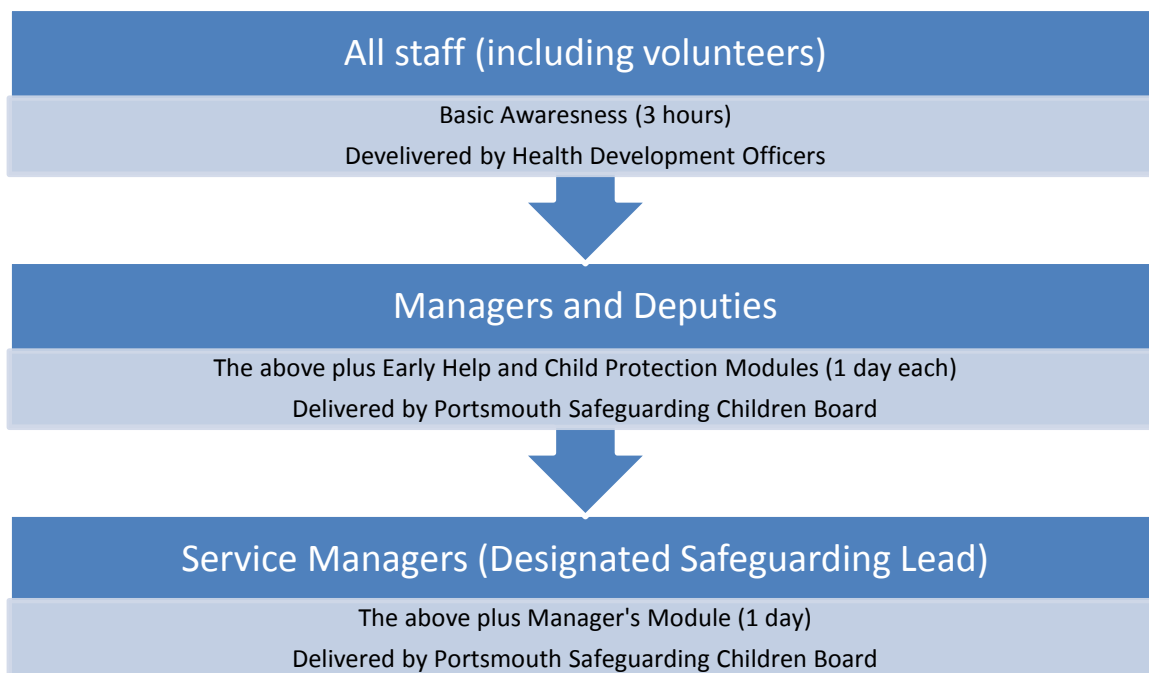 All staff (including volunteers)
Basic Awaresness (3 hours)
Develivered by Health Development Officers
Managers and Deputies
The above plus Early Help and Child Protection Modules (1 day each)
Delivered by Portsmouth Safeguarding Children Board
Service Managers (Designated Safeguarding Lead)
The above plus Manager's Module (1 day)
Delivered by Portsmouth Safeguarding Children Board